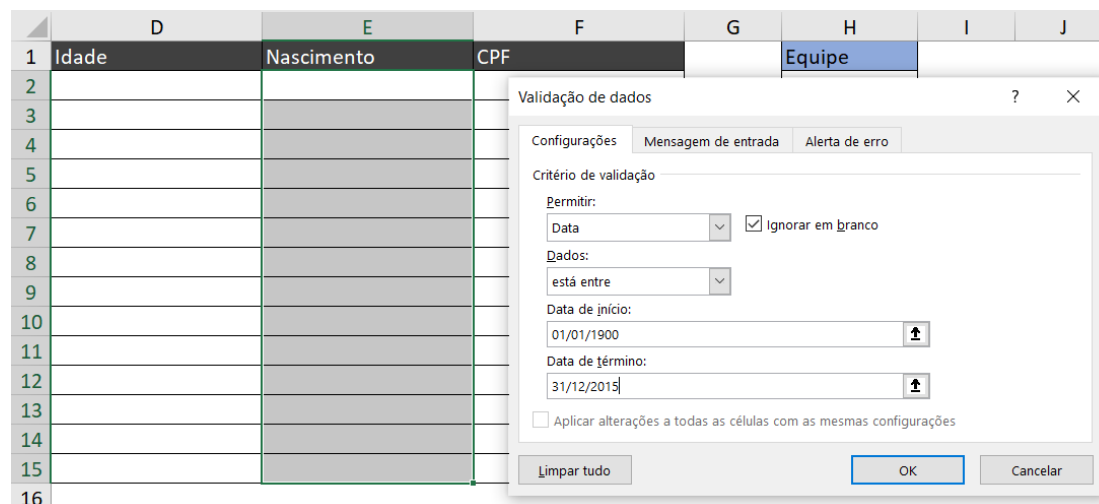 D E F G H I J
1 Idade Nascimento CPF Equipe
2
3
4
5
6
7
8
9
10
11
12
13
14
15
16
Validação de dados ? ×
Configurações Mensagem de entrada Alerta de erro
Critério de validação
Permitir:
Data Ignorar em branco
Dados:
está entre
Data de início:
01/01/1900
Data de término:
31/12/2015
Aplicar alterações a todas as células com as mesmas configurações
Limpar tudo OK Cancelar